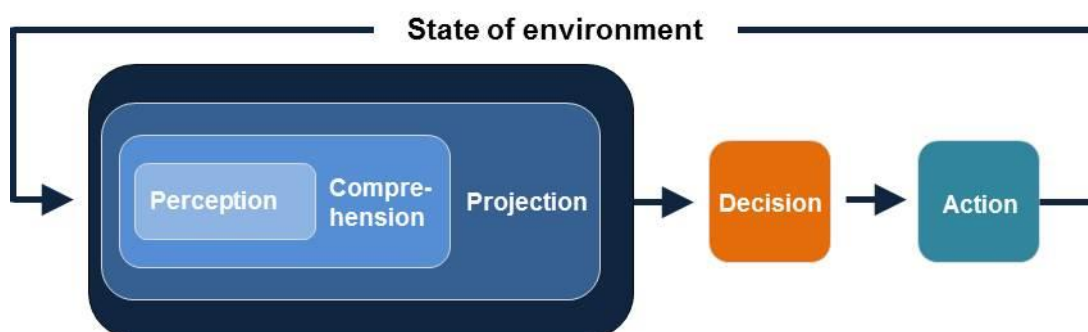 State of environment
Perception
Compre-
hension
Projection
Decision
Action